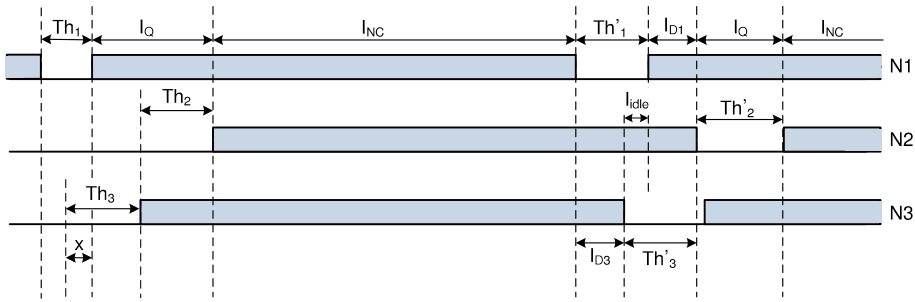 Th1 IQ INC Th'1 ID1 IQ INC
N1
Th2 Iidle Th'2
N2
Th3
N3
x ID3 Th'3